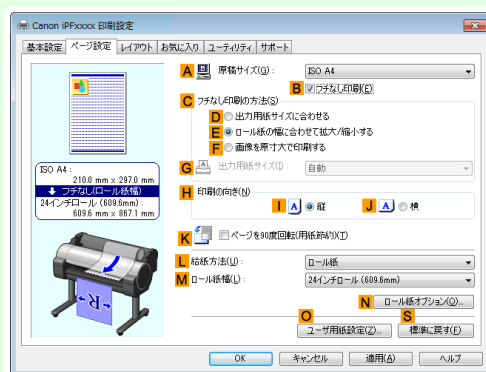 Canon iPFxxxx 印刷設定
基本設定 ページ設定 レイアウト お気に入り ユーティリティ サポート
A 原稿サイズ(G): ISO A4
B フチなし印刷(E)
C フチなし印刷の方法(S)
D 出力用紙サイズに合わせる
E ロール紙の幅に合わせて拡大/縮小する
F 画像を原寸大で印刷する
G 出力用紙サイズ(I): 自動
ISO A4 :
210.0 mm x 297.0 mm
フチなし(ロール紙幅)
24インチロール(609.6mm) :
609.6 mm x 867.1 mm
H 印刷の向き(N)
I A 縦 J A 横
K ページを90度回転(用紙節約)(T)
L 給紙方法(U): ロール紙
M ロール紙幅(L): 24インチロール (609.6mm)
N ロール紙オプション(O)...
O S
ユーザ用紙設定(Z)... 標準に戻す(F)
R
OK キャンセル 適用(A) ヘルプ